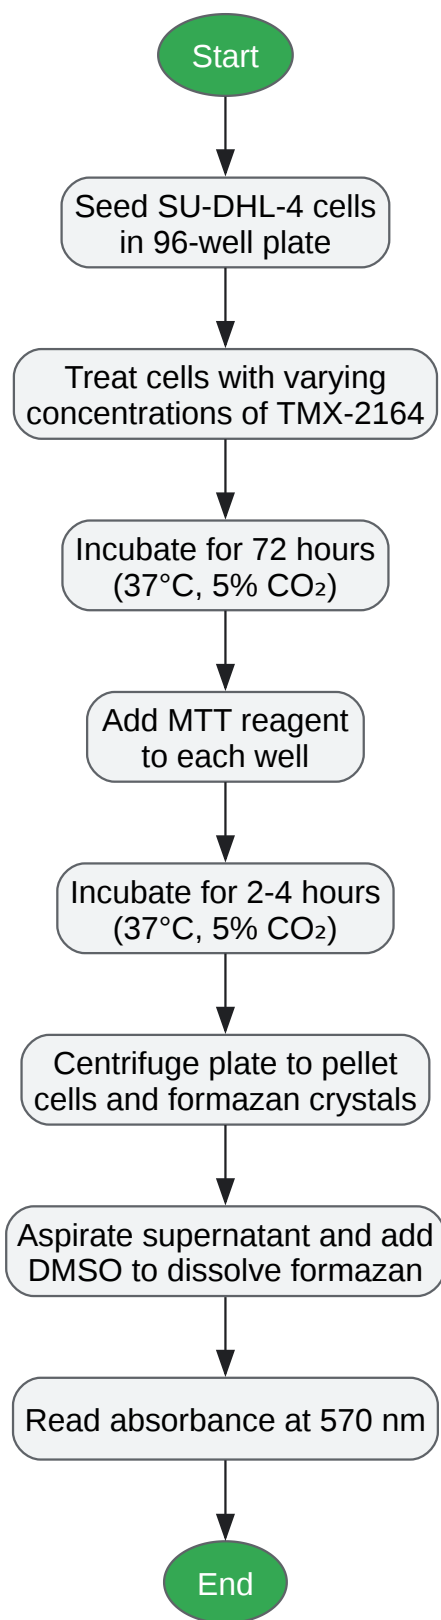 Start
Seed SU-DHL-4 cells
in 96-well plate
Treat cells with varying
concentrations of TMX-2164
Incubate for 72 hours
(37°C, 5% CO₂)
Add MTT reagent
to each well
Incubate for 2-4 hours
(37°C, 5% CO₂)
Centrifuge plate to pellet
cells and formazan crystals
Aspirate supernatant and add
DMSO to dissolve formazan
Read absorbance at 570 nm
End